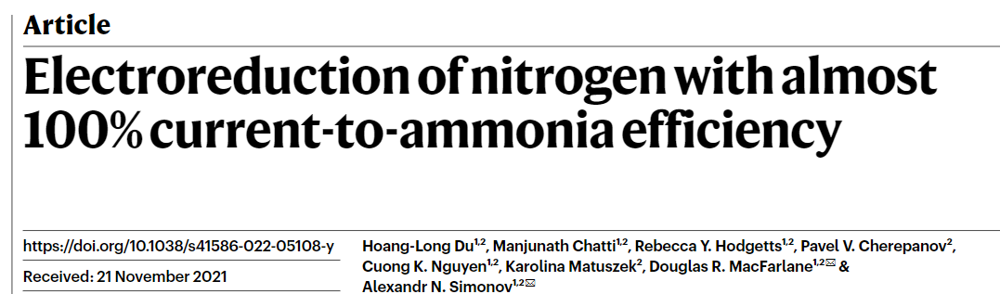 Article
Electroreduction of nitrogen with almost
100% current-to-ammonia efficiency
https://doi.org/10.1038/s41586-022-05108-y
Received: 21 November 2021
Hoang-Long Du1,2, Manjunath Chatti1,2, Rebecca Y. Hodgetts1,2, Pavel V. Cherepanov2,
Cuong K. Nguyen1,2, Karolina Matuszek2, Douglas R. MacFarlane1,2✉ &
Alexandr N. Simonov1,2✉